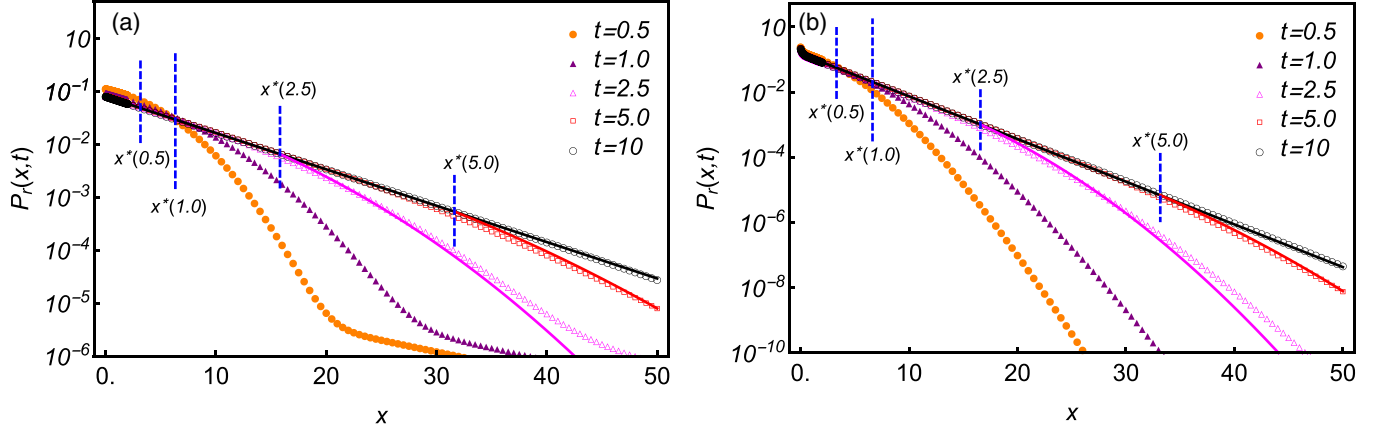 (a)
10
10⁻¹
10⁻²
10⁻³
10⁻⁴
10⁻⁵
10⁻⁶
P_r(x,t)
0.
10
20
30
40
50
x
x*(0.5)
x*(1.0)
x*(2.5)
x*(5.0)
t=0.5
t=1.0
t=2.5
t=5.0
t=10
(b)
10
10⁻¹
10⁻²
10⁻⁴
10⁻⁶
10⁻⁸
10⁻¹⁰
P_r(x,t)
0.
10
20
30
40
50
x
x*(0.5)
x*(1.0)
x*(2.5)
x*(5.0)
t=0.5
t=1.0
t=2.5
t=5.0
t=10